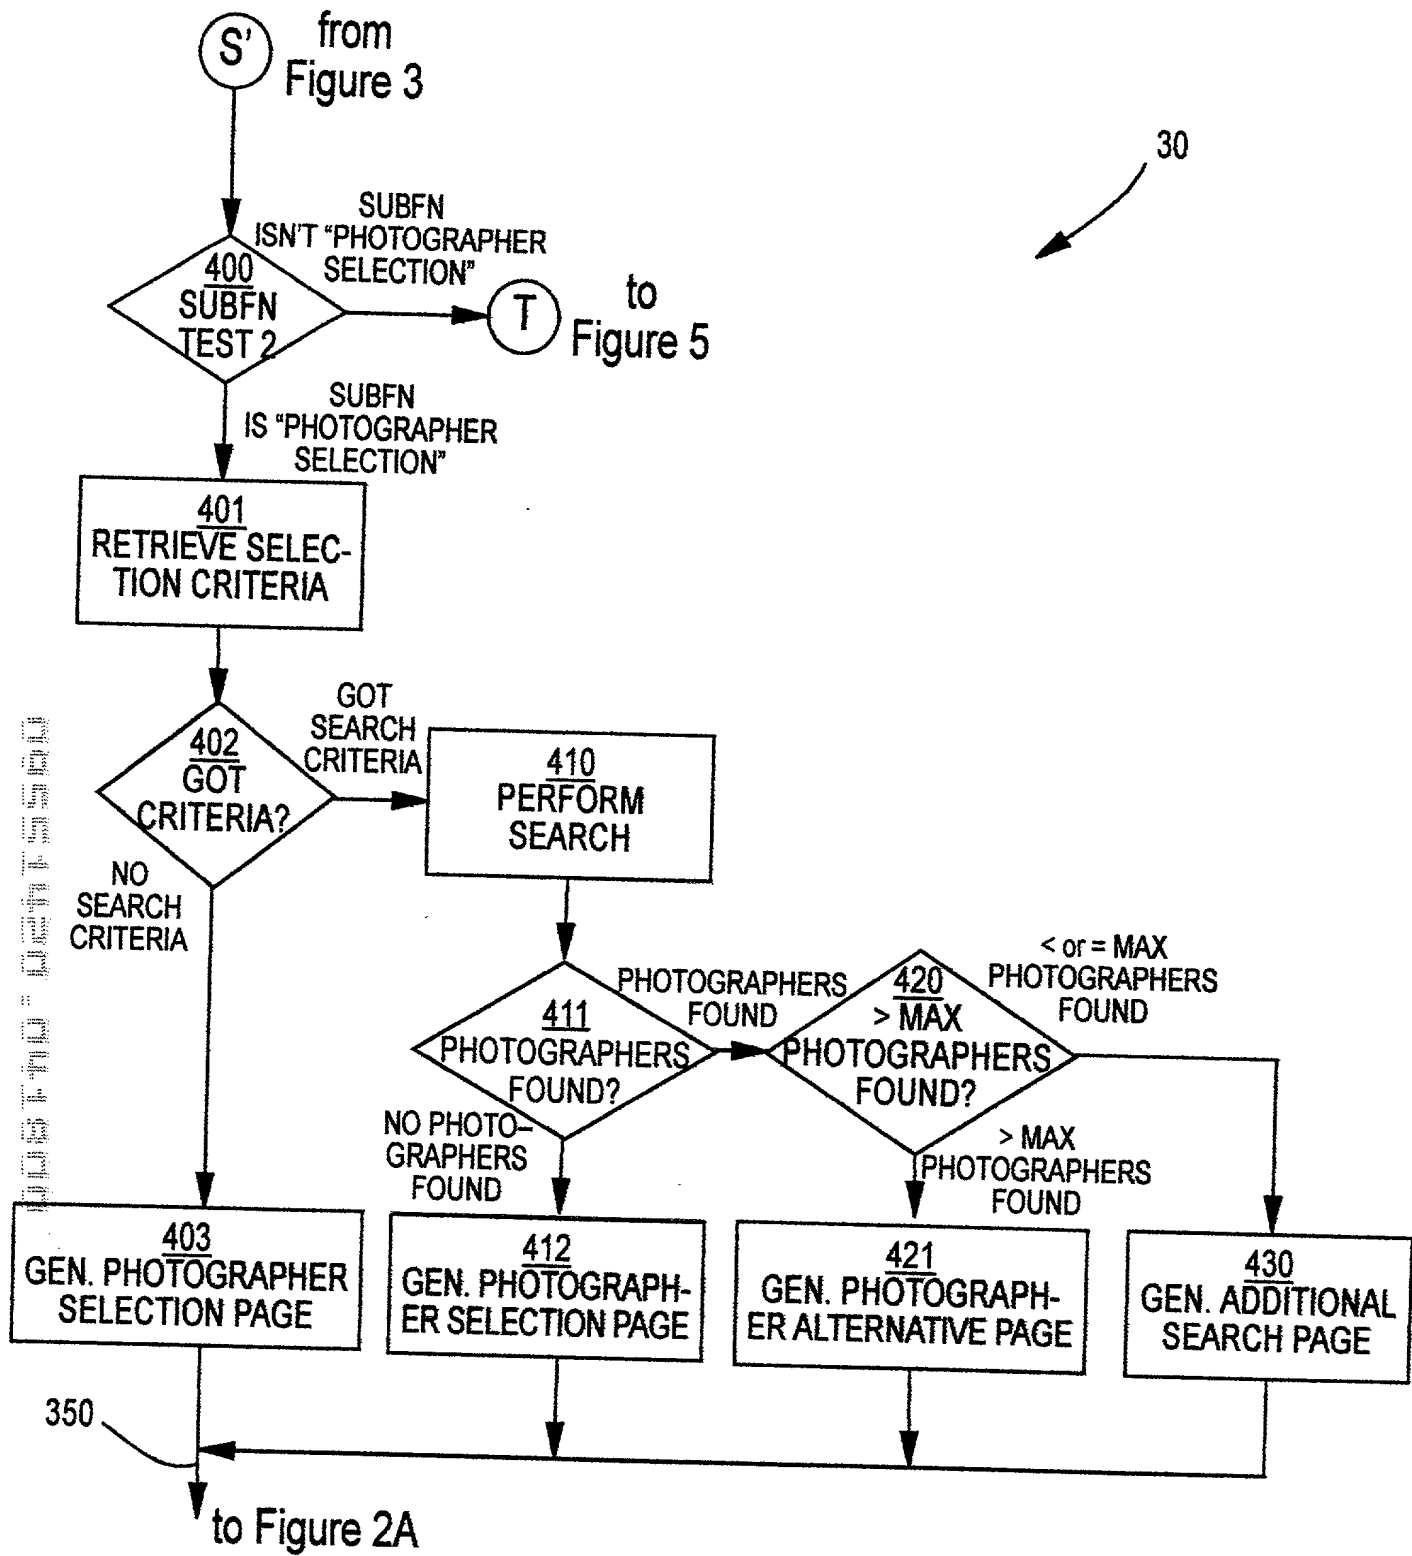 S'
from
Figure 3
30
SUBFN
ISN'T "PHOTOGRAPHER
SELECTION"
400
SUBFN
TEST 2
T
to
Figure 5
SUBFN
IS "PHOTOGRAPHER
SELECTION"
401
RETRIEVE SELEC-
TION CRITERIA
402
GOT
CRITERIA?
GOT
SEARCH
CRITERIA
410
PERFORM
SEARCH
NO
SEARCH
CRITERIA
411
PHOTOGRAPHERS
FOUND?
PHOTOGRAPHERS
FOUND
420
> MAX
PHOTOGRAPHERS
FOUND?
< or = MAX
PHOTOGRAPHERS
FOUND
NO PHOTO-
GRAPHERS
FOUND
> MAX
PHOTOGRAPHERS
FOUND
403
GEN. PHOTOGRAPHER
SELECTION PAGE
412
GEN. PHOTOGRAPH-
ER SELECTION PAGE
421
GEN. PHOTOGRAPH-
ER ALTERNATIVE PAGE
430
GEN. ADDITIONAL
SEARCH PAGE
350
to Figure 2A